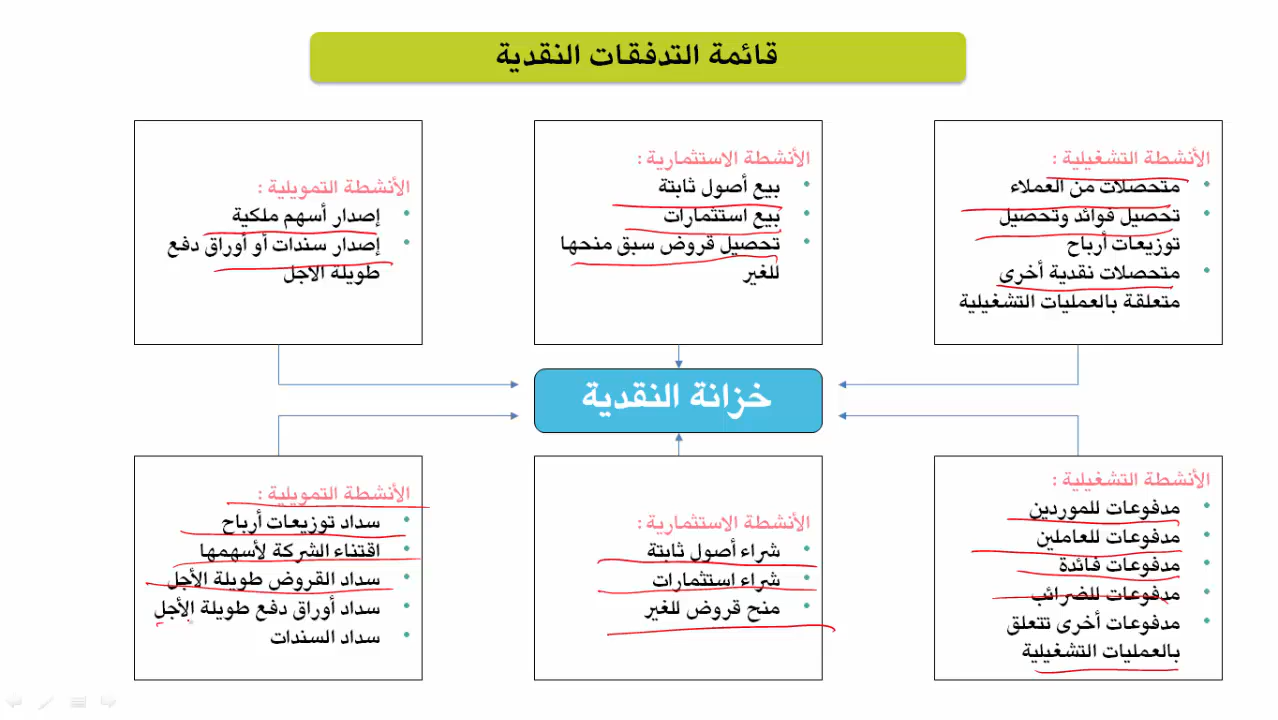 قائمة التدفقات النقدية
الأنشطة التشغيلية :
• متحصلات من العملاء
• تحصيل فوائد وتحصيل
توزيعات أرباح
• متحصلات نقدية أخرى
متعلقة بالعمليات التشغيلية
الأنشطة الاستثمارية :
• بيع أصول ثابتة
• بيع استثمارات
• تحصيل قروض سبق منحها
للغير
الأنشطة التمويلية :
• إصدار أسهم ملكية
• إصدار سندات أو أوراق دفع
طويلة الأجل
خزانة النقدية
الأنشطة التشغيلية :
• مدفوعات للموردين
• مدفوعات للعاملين
• مدفوعات فائدة
• مدفوعات للضرائب
• مدفوعات أخرى تتعلق
بالعمليات التشغيلية
الأنشطة الاستثمارية :
• شراء أصول ثابتة
• شراء استثمارات
• منح قروض للغير
الأنشطة التمويلية :
• سداد توزيعات أرباح
• اقتناء الشركة لأسهمها
• سداد القروض طويلة الأجل
• سداد أوراق دفع طويلة الأجل
• سداد السندات